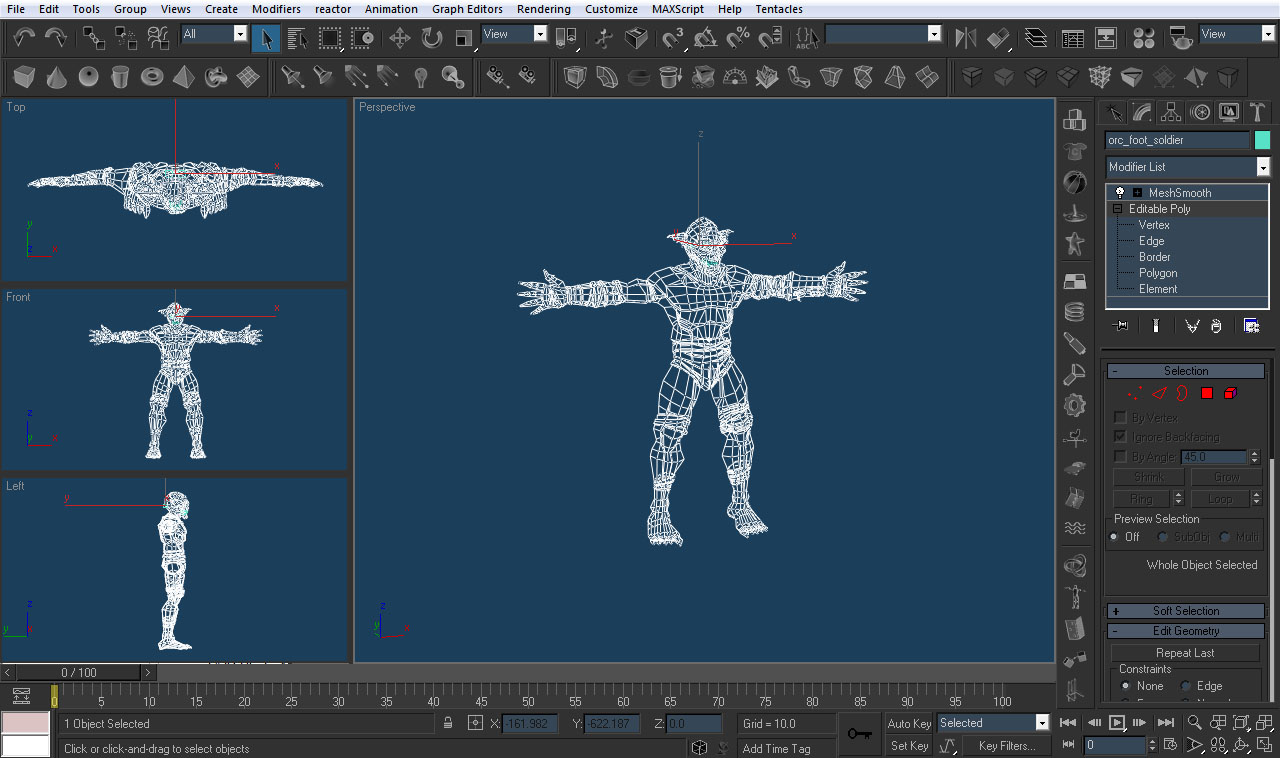 File Edit Tools Group Views Create Modifiers reactor Animation Graph Editors Rendering Customize MAXScript Help Tentacles
All View 3 ABC View
Top
x
y
z x
Perspective
z
x
z
y x
Front
x
z
y x
Left
y
z
y x
orc_foot_soldier
Modifier List
MeshSmooth
Editable Poly
Vertex
Edge
Border
Polygon
Element
- Selection
By Vertex
Ignore Backfacing
By Angle: 45.0
Shrink Grow
Ring Loop
Preview Selection
Off SubObj Multi
Whole Object Selected
+ Soft Selection
- Edit Geometry
Repeat Last
Constraints
None Edge
< 0 / 100 >
0 5 10 15 20 25 30 35 40 45 50 55 60 65 70 75 80 85 90 95 100
1 Object Selected X: -161.982 Y: -622.187 Z: 0.0 Grid = 10.0 Auto Key Selected
Click or click-and-drag to select objects Add Time Tag Set Key Key Filters... 0